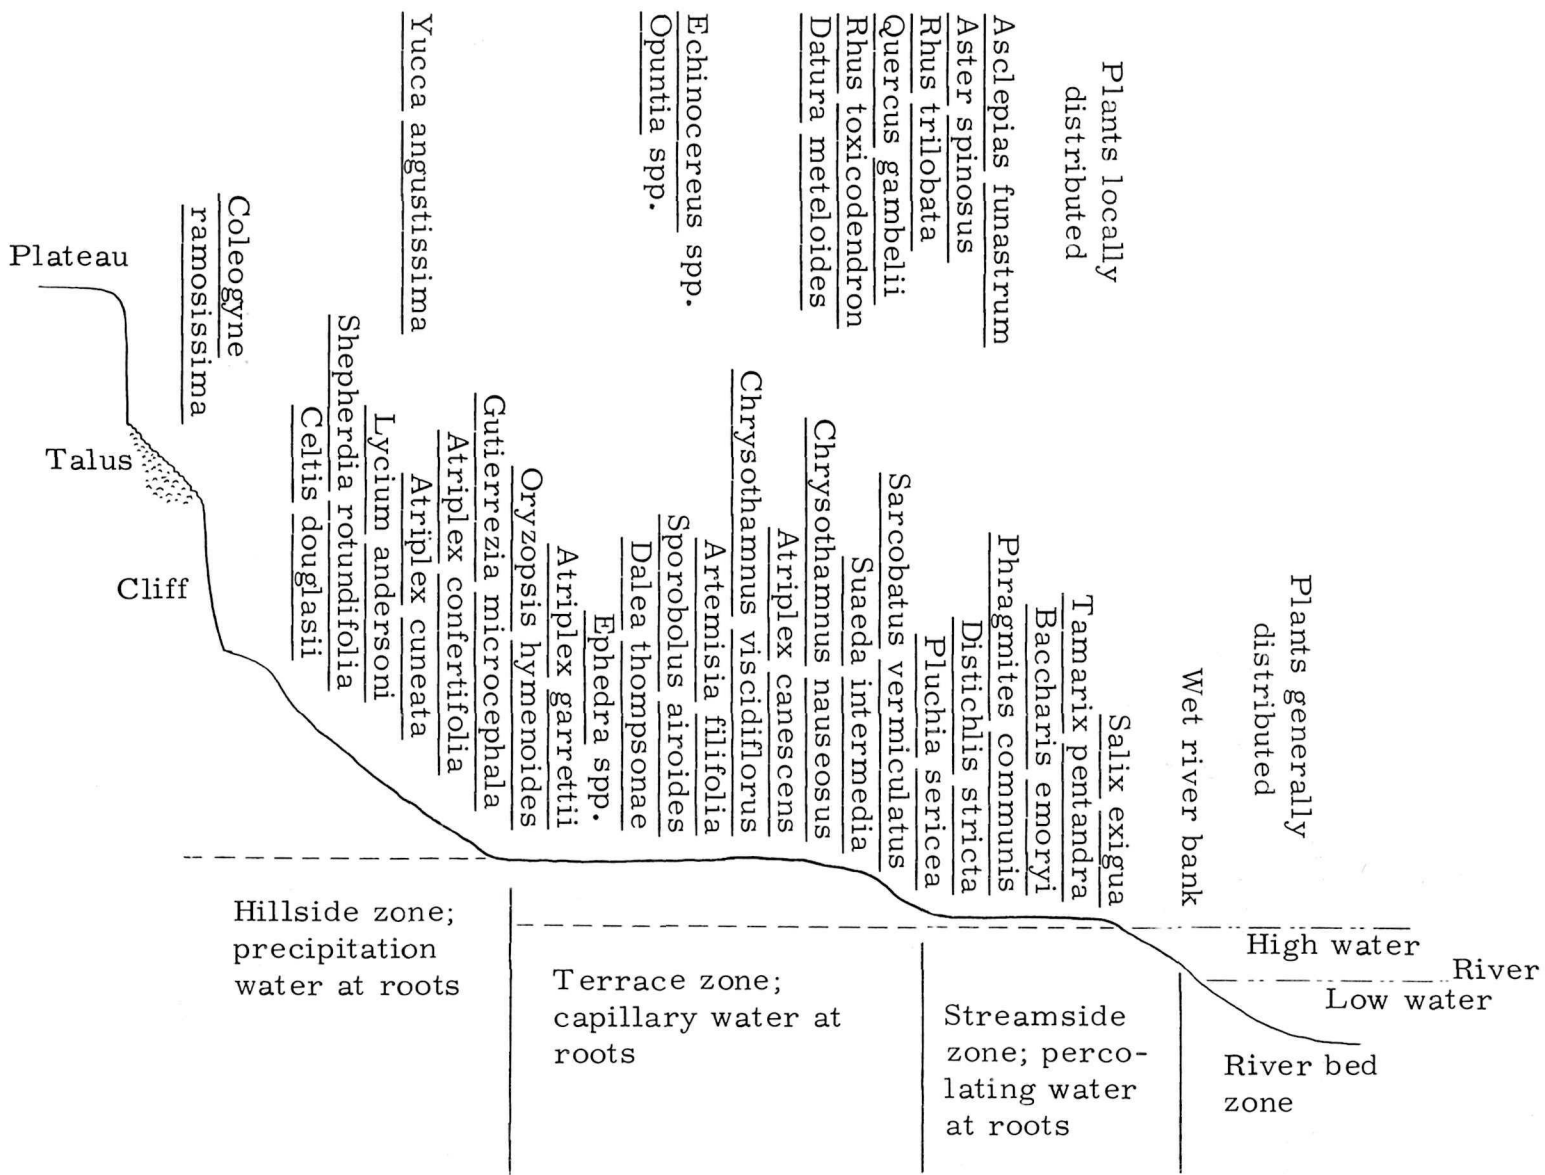 Yucca angustissima
Echinocereus spp.
Opuntia spp.
Asclepias funastrum
Aster spinosus
Rhus trilobata
Quercus gambelii
Rhus toxicodendron
Datura meteloides
Plants locally
distributed
Plateau
Coleogyne
ramosissima
Talus
Cliff
Celtis douglasii
Shepherdia rotundifolia
Lycium andersoni
Atriplex cuneata
Atriplex confertifolia
Gutierrezia microcephala
Oryzopsis hymenoides
Atriplex garrettii
Ephedra spp.
Dalea thompsonae
Sporobolus airoides
Artemisia filifolia
Chrysothamnus viscidiflorus
Atriplex canescens
Chrysothamnus nauseosus
Suaeda intermedia
Sarcobatus vermiculatus
Pluchia sericea
Distichlis stricta
Phragmites communis
Baccharis emoryi
Tamarix pentandra
Salix exigua
Wet river bank
Plants generally
distributed
Hillside zone;
precipitation
water at roots
Terrace zone;
capillary water at
roots
Streamside
zone; perco-
lating water
at roots
High water
River
Low water
River bed
zone